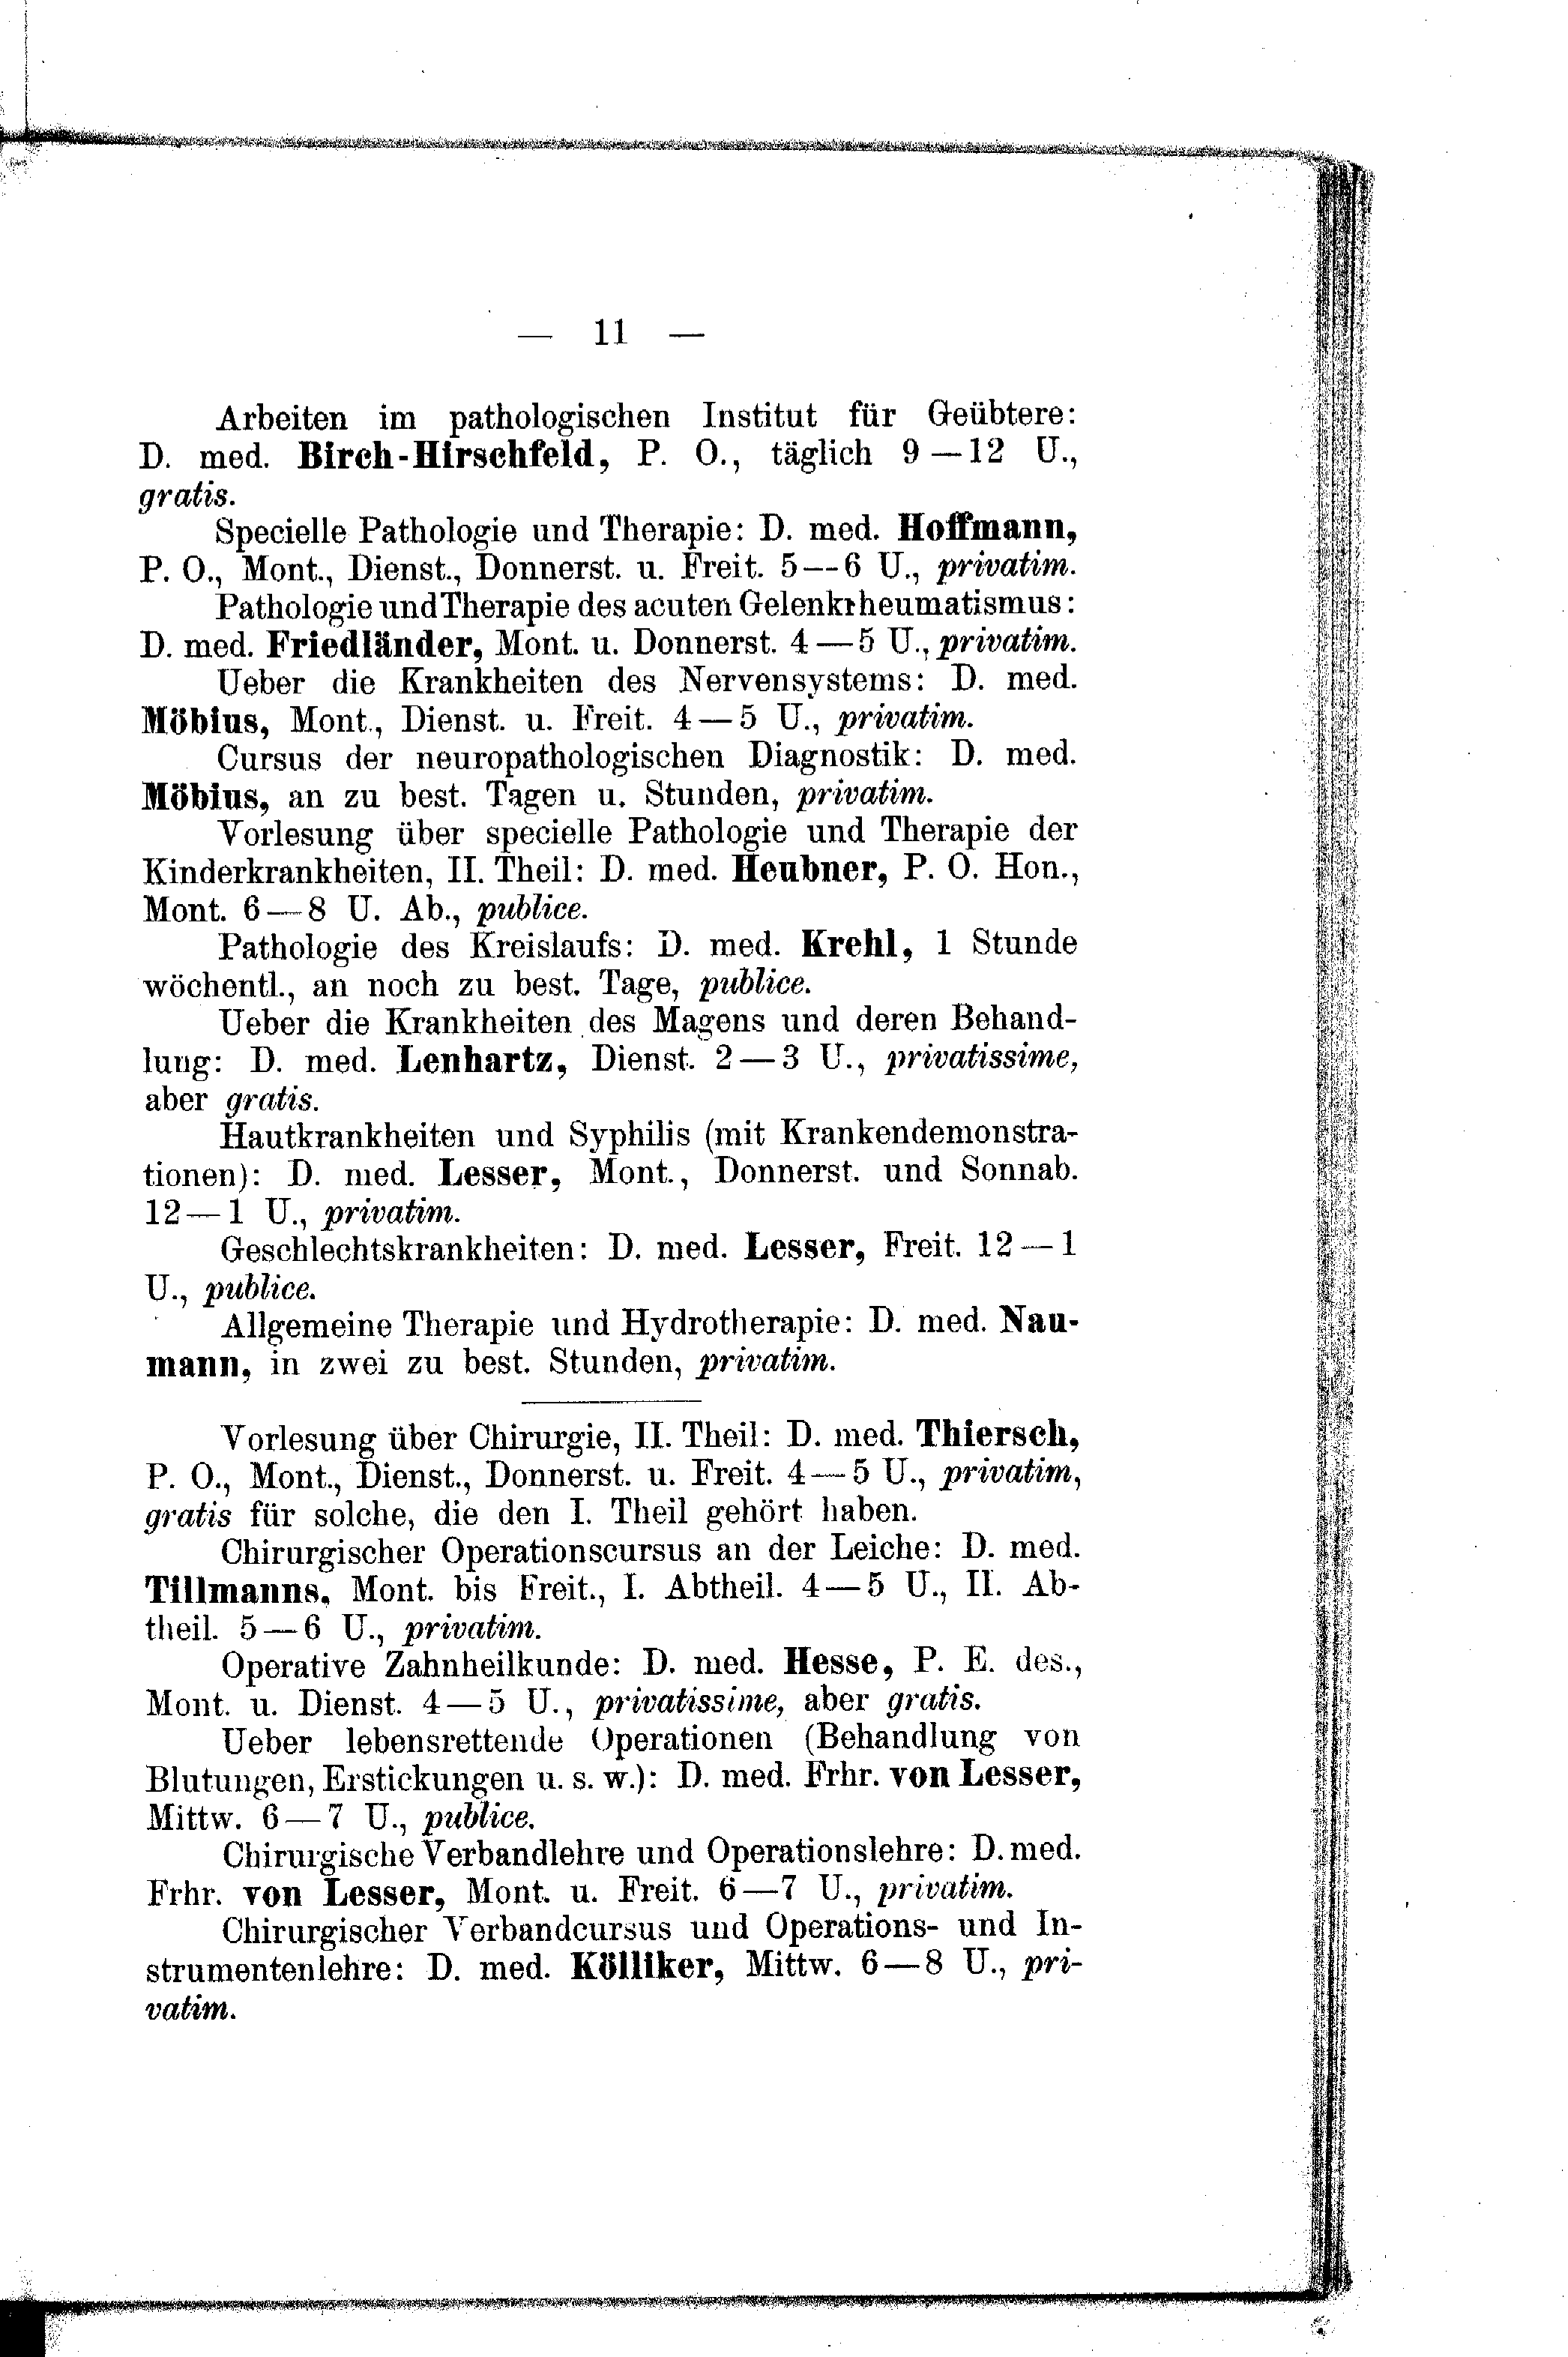 — 11 —
Arbeiten im pathologischen Institut für Geübtere:
D. med. Birch-Hirschfeld, P. O., täglich 9—12 U.,
gratis.
Specielle Pathologie und Therapie: D. med. Hoffmann,
P. O., Mont., Dienst., Donnerst. u. Freit. 5—6 U., privatim.
Pathologie und Therapie des acuten Gelenkrheumatismus:
D. med. Friedländer, Mont. u. Donnerst. 4—5 U., privatim.
Ueber die Krankheiten des Nervensystems: D. med.
Möbius, Mont., Dienst. u. Freit. 4—5 U., privatim.
Cursus der neuropathologischen Diagnostik: D. med.
Möbius, an zu best. Tagen u. Stunden, privatim.
Vorlesung über specielle Pathologie und Therapie der
Kinderkrankheiten, II. Theil: D. med. Heubner, P. O. Hon.,
Mont. 6—8 U. Ab., publice.
Pathologie des Kreislaufs: D. med. Krehl, 1 Stunde
wöchentl., an noch zu best. Tage, publice.
Ueber die Krankheiten des Magens und deren Behand-
lung: D. med. Lenhartz, Dienst. 2—3 U., privatissime,
aber gratis.
Hautkrankheiten und Syphilis (mit Krankendemonstra-
tionen): D. med. Lesser, Mont., Donnerst. und Sonnab.
12—1 U., privatim.
Geschlechtskrankheiten: D. med. Lesser, Freit. 12—1
U., publice.
Allgemeine Therapie und Hydrotherapie: D. med. Nau-
mann, in zwei zu best. Stunden, privatim.
Vorlesung über Chirurgie, II. Theil: D. med. Thiersch,
P. O., Mont., Dienst., Donnerst. u. Freit. 4—5 U., privatim,
gratis für solche, die den I. Theil gehört haben.
Chirurgischer Operationscursus an der Leiche: D. med.
Tillmanns, Mont. bis Freit., I. Abtheil. 4—5 U., II. Ab-
theil. 5—6 U., privatim.
Operative Zahnheilkunde: D. med. Hesse, P. E. des.,
Mont. u. Dienst. 4—5 U., privatissime, aber gratis.
Ueber lebensrettende Operationen (Behandlung von
Blutungen, Erstickungen u. s. w.): D. med. Frhr. von Lesser,
Mittw. 6—7 U., publice.
Chirurgische Verbandlehre und Operationslehre: D. med.
Frhr. von Lesser, Mont. u. Freit. 6—7 U., privatim.
Chirurgischer Verbandcursus und Operations- und In-
strumentenlehre: D. med. Kölliker, Mittw. 6—8 U., pri-
vatim.